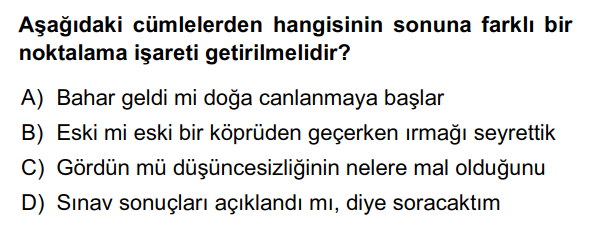 Aşağıdaki cümlelerden hangisinin sonuna farklı bir
noktalama işareti getirilmelidir?
A) Bahar geldi mi doğa canlanmaya başlar
B) Eski mi eski bir köprüden geçerken ırmağı seyrettik
C) Gördün mü düşüncesizliğinin nelere mal olduğunu
D) Sınav sonuçları açıklandı mı, diye soracaktım